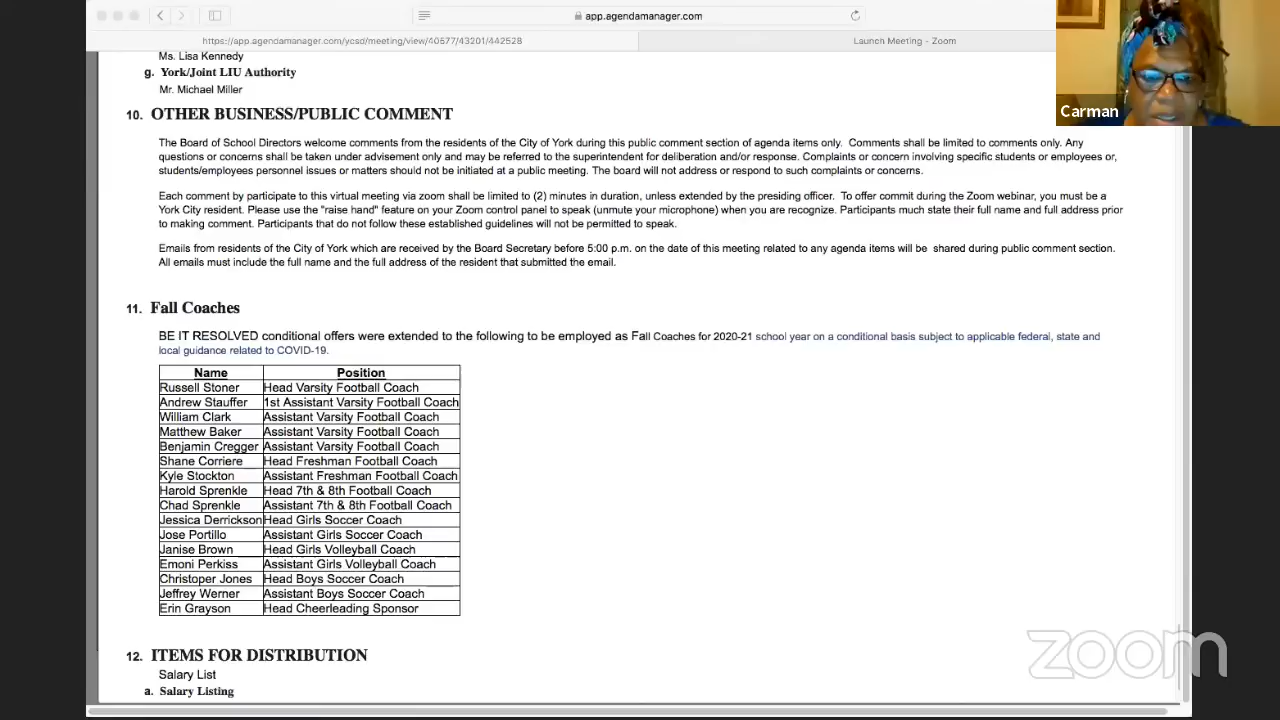 app.agendamanager.com
https://app.agendamanager.com/ycsd/meeting/view/40577/43201/442528
Launch Meeting - Zoom
Carman
Ms. Lisa Kennedy
g. York/Joint LIU Authority
Mr. Michael Miller
10. OTHER BUSINESS/PUBLIC COMMENT
The Board of School Directors welcome comments from the residents of the City of York during this public comment section of agenda items only. Comments shall be limited to comments only. Any
questions or concerns shall be taken under advisement only and may be referred to the superintendent for deliberation and/or response. Complaints or concern involving specific students or employees or,
students/employees personnel issues or matters should not be initiated at a public meeting. The board will not address or respond to such complaints or concerns.
Each comment by participate to this virtual meeting via zoom shall be limited to (2) minutes in duration, unless extended by the presiding officer. To offer commit during the Zoom webinar, you must be a
York City resident. Please use the "raise hand" feature on your Zoom control panel to speak (unmute your microphone) when you are recognize. Participants much state their full name and full address prior
to making comment. Participants that do not follow these established guidelines will not be permitted to speak.
Emails from residents of the City of York which are received by the Board Secretary before 5:00 p.m. on the date of this meeting related to any agenda items will be shared during public comment section.
All emails must include the full name and the full address of the resident that submitted the email.
11. Fall Coaches
BE IT RESOLVED conditional offers were extended to the following to be employed as Fall Coaches for 2020-21 school year on a conditional basis subject to applicable federal, state and
local guidance related to COVID-19.
Name Position
Russell Stoner Head Varsity Football Coach
Andrew Stauffer 1st Assistant Varsity Football Coach
William Clark Assistant Varsity Football Coach
Matthew Baker Assistant Varsity Football Coach
Benjamin Cregger Assistant Varsity Football Coach
Shane Corriere Head Freshman Football Coach
Kyle Stockton Assistant Freshman Football Coach
Harold Sprenkle Head 7th & 8th Football Coach
Chad Sprenkle Assistant 7th & 8th Football Coach
Jessica Derrickson Head Girls Soccer Coach
Jose Portillo Assistant Girls Soccer Coach
Janise Brown Head Girls Volleyball Coach
Emoni Perkiss Assistant Girls Volleyball Coach
Christoper Jones Head Boys Soccer Coach
Jeffrey Werner Assistant Boys Soccer Coach
Erin Grayson Head Cheerleading Sponsor
12. ITEMS FOR DISTRIBUTION
Salary List
a. Salary Listing
zoom